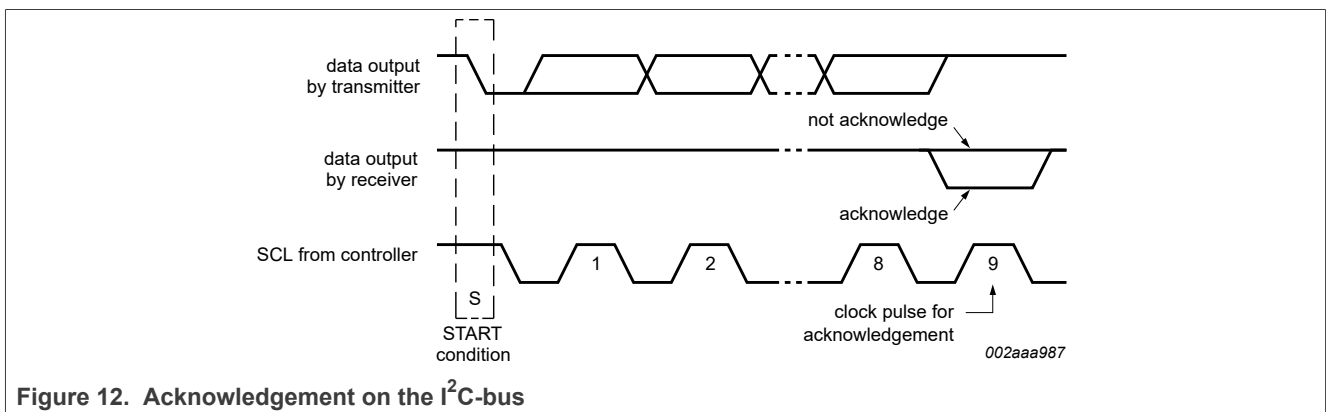 data output
by transmitter
not acknowledge
data output
by receiver
acknowledge
SCL from controller
1
2
8
9
S
START
condition
clock pulse for
acknowledgement
002aaa987
Figure 12. Acknowledgement on the I²C-bus